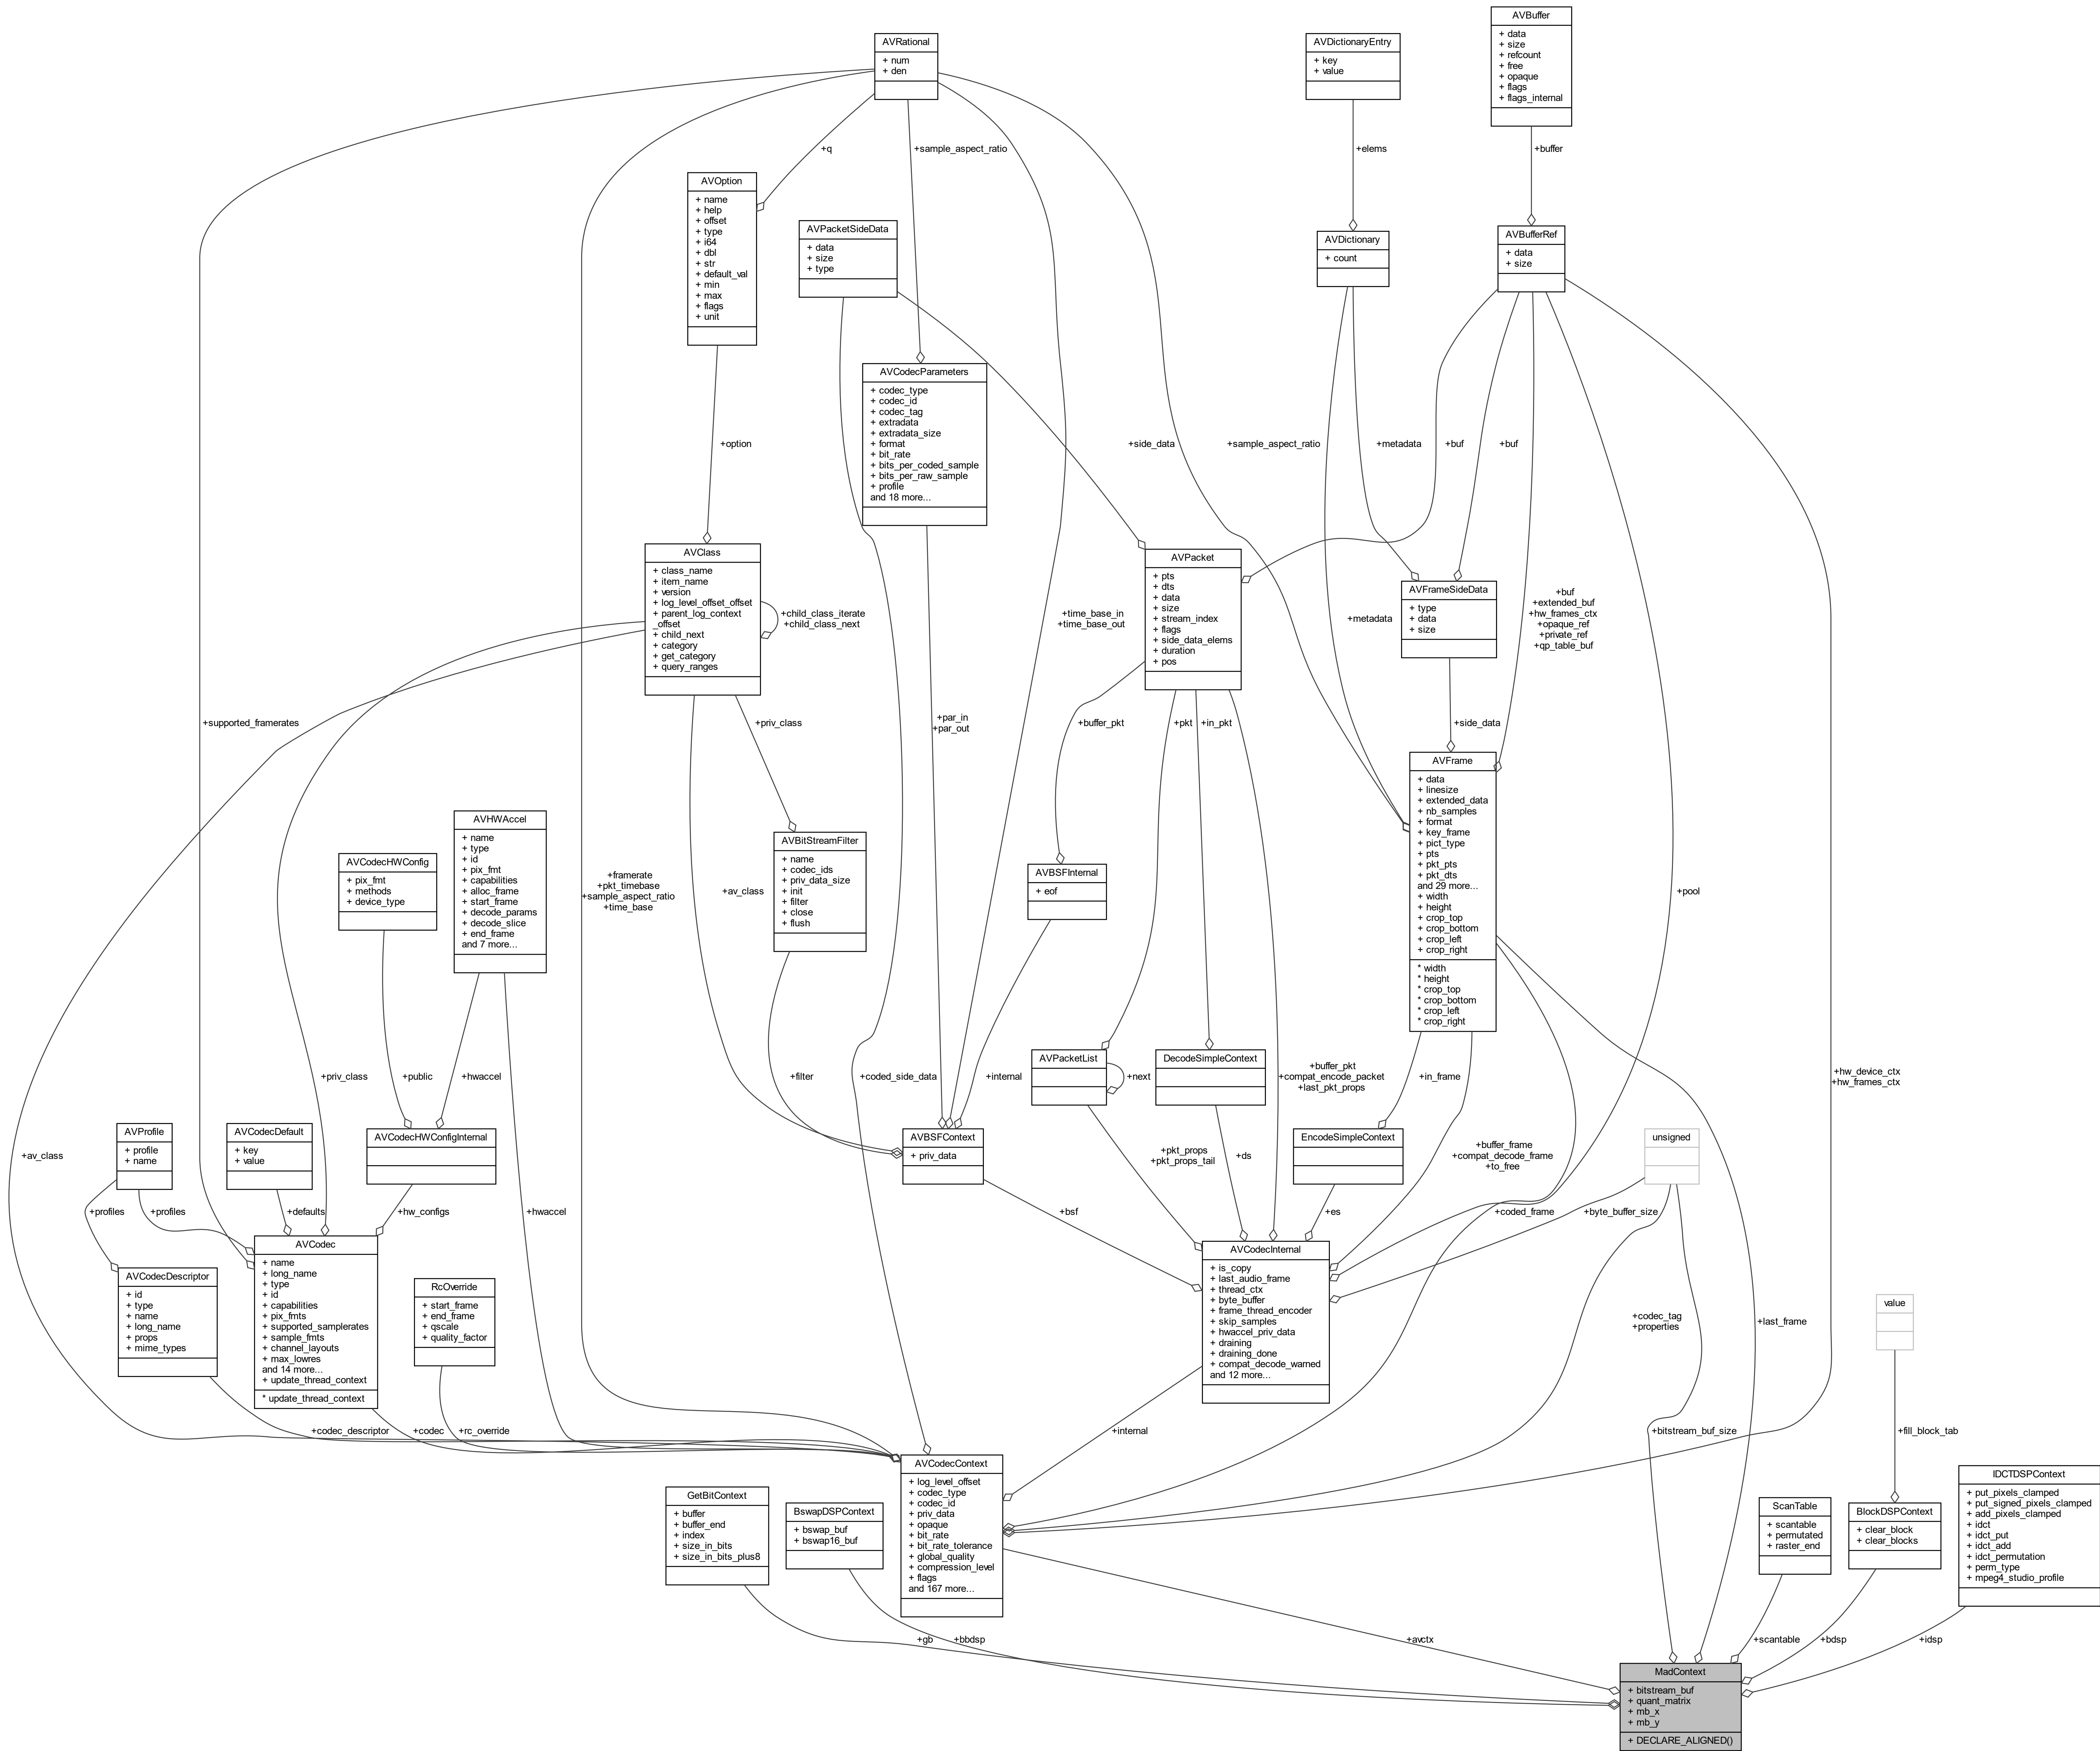 AVBuffer
+ data
+ size
+ refcount
+ free
+ opaque
+ flags
+ flags_internal
AVRational
+ num
+ den
AVDictionaryEntry
+ key
+ value
+q
+sample_aspect_ratio
+elems
+buffer
AVOption
+ name
+ help
+ offset
+ type
+ i64
+ dbl
+ str
+ default_val
+ min
+ max
+ flags
+ unit
AVPacketSideData
+ data
+ size
+ type
AVDictionary
+ count
AVBufferRef
+ data
+ size
AVCodecParameters
+ codec_type
+ codec_id
+ codec_tag
+ extradata
+ extradata_size
+ format
+ bit_rate
+ bits_per_coded_sample
+ bits_per_raw_sample
+ profile
and 18 more...
+option
+side_data
+sample_aspect_ratio
+metadata
+buf
+buf
AVClass
+ class_name
+ item_name
+ version
+ log_level_offset_offset
+ parent_log_context
_offset
+ child_next
+ category
+ get_category
+ query_ranges
+child_class_iterate
+child_class_next
+time_base_in
+time_base_out
AVPacket
+ pts
+ dts
+ data
+ size
+ stream_index
+ flags
+ side_data_elems
+ duration
+ pos
+metadata
AVFrameSideData
+ type
+ data
+ size
+buf
+extended_buf
+hw_frames_ctx
+opaque_ref
+private_ref
+qp_table_buf
+supported_framerates
+priv_class
+par_in
+par_out
+buffer_pkt
+pkt
+in_pkt
+side_data
AVFrame
+ data
+ linesize
+ extended_data
+ nb_samples
+ format
+ key_frame
+ pict_type
+ pts
+ pkt_pts
+ pkt_dts
and 29 more...
+ width
+ height
+ crop_top
+ crop_bottom
+ crop_left
+ crop_right
* width
* height
* crop_top
* crop_bottom
* crop_left
* crop_right
AVHWAccel
+ name
+ type
+ id
+ pix_fmt
+ capabilities
+ alloc_frame
+ start_frame
+ decode_params
+ decode_slice
+ end_frame
and 7 more...
AVCodecHWConfig
+ pix_fmt
+ methods
+ device_type
+framerate
+pkt_timebase
+sample_aspect_ratio
+time_base
+av_class
AVBitStreamFilter
+ name
+ codec_ids
+ priv_data_size
+ init
+ filter
+ close
+ flush
AVBSFInternal
+ eof
+pool
+priv_class
+public
+hwaccel
+filter
+coded_side_data
+internal
AVPacketList
+next
DecodeSimpleContext
+buffer_pkt
+compat_encode_packet
+last_pkt_props
+in_frame
+hw_device_ctx
+hw_frames_ctx
+av_class
AVProfile
+ profile
+ name
AVCodecDefault
+ key
+ value
AVCodecHWConfigInternal
AVBSFContext
+ priv_data
+pkt_props
+pkt_props_tail
+ds
EncodeSimpleContext
+buffer_frame
+compat_decode_frame
+to_free
unsigned
+profiles
+profiles
+defaults
+hw_configs
+hwaccel
+bsf
+es
+coded_frame
+byte_buffer_size
AVCodecDescriptor
+ id
+ type
+ name
+ long_name
+ props
+ mime_types
AVCodec
+ name
+ long_name
+ type
+ id
+ capabilities
+ pix_fmts
+ supported_samplerates
+ sample_fmts
+ channel_layouts
+ max_lowres
and 14 more...
+ update_thread_context
* update_thread_context
RcOverride
+ start_frame
+ end_frame
+ qscale
+ quality_factor
AVCodecInternal
+ is_copy
+ last_audio_frame
+ thread_ctx
+ byte_buffer
+ frame_thread_encoder
+ skip_samples
+ hwaccel_priv_data
+ draining
+ draining_done
+ compat_decode_warned
and 12 more...
+codec_tag
+properties
+last_frame
value
+codec_descriptor
+codec
+rc_override
+internal
+bitstream_buf_size
+fill_block_tab
GetBitContext
+ buffer
+ buffer_end
+ index
+ size_in_bits
+ size_in_bits_plus8
BswapDSPContext
+ bswap_buf
+ bswap16_buf
AVCodecContext
+ log_level_offset
+ codec_type
+ codec_id
+ priv_data
+ opaque
+ bit_rate
+ bit_rate_tolerance
+ global_quality
+ compression_level
+ flags
and 167 more...
ScanTable
+ scantable
+ permutated
+ raster_end
BlockDSPContext
+ clear_block
+ clear_blocks
IDCTDSPContext
+ put_pixels_clamped
+ put_signed_pixels_clamped
+ add_pixels_clamped
+ idct
+ idct_put
+ idct_add
+ idct_permutation
+ perm_type
+ mpeg4_studio_profile
+gb
+bbdsp
+avctx
+scantable
+bdsp
+idsp
MadContext
+ bitstream_buf
+ quant_matrix
+ mb_x
+ mb_y
+ DECLARE_ALIGNED()